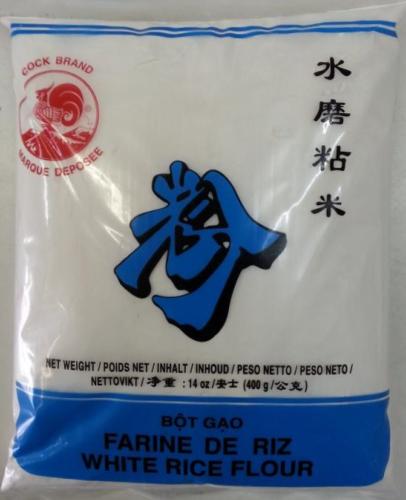 COCK BRAND
MARQUE DEPOSEE
水磨粘米
粉
NET WEIGHT / POIDS NET / INHALT / INHOUD / PESO NETTO / PESO NETO /
NETTOVIKT / 净重 : 14 oz/安士 (400 g/公克)
BỘT GẠO
FARINE DE RIZ
WHITE RICE FLOUR